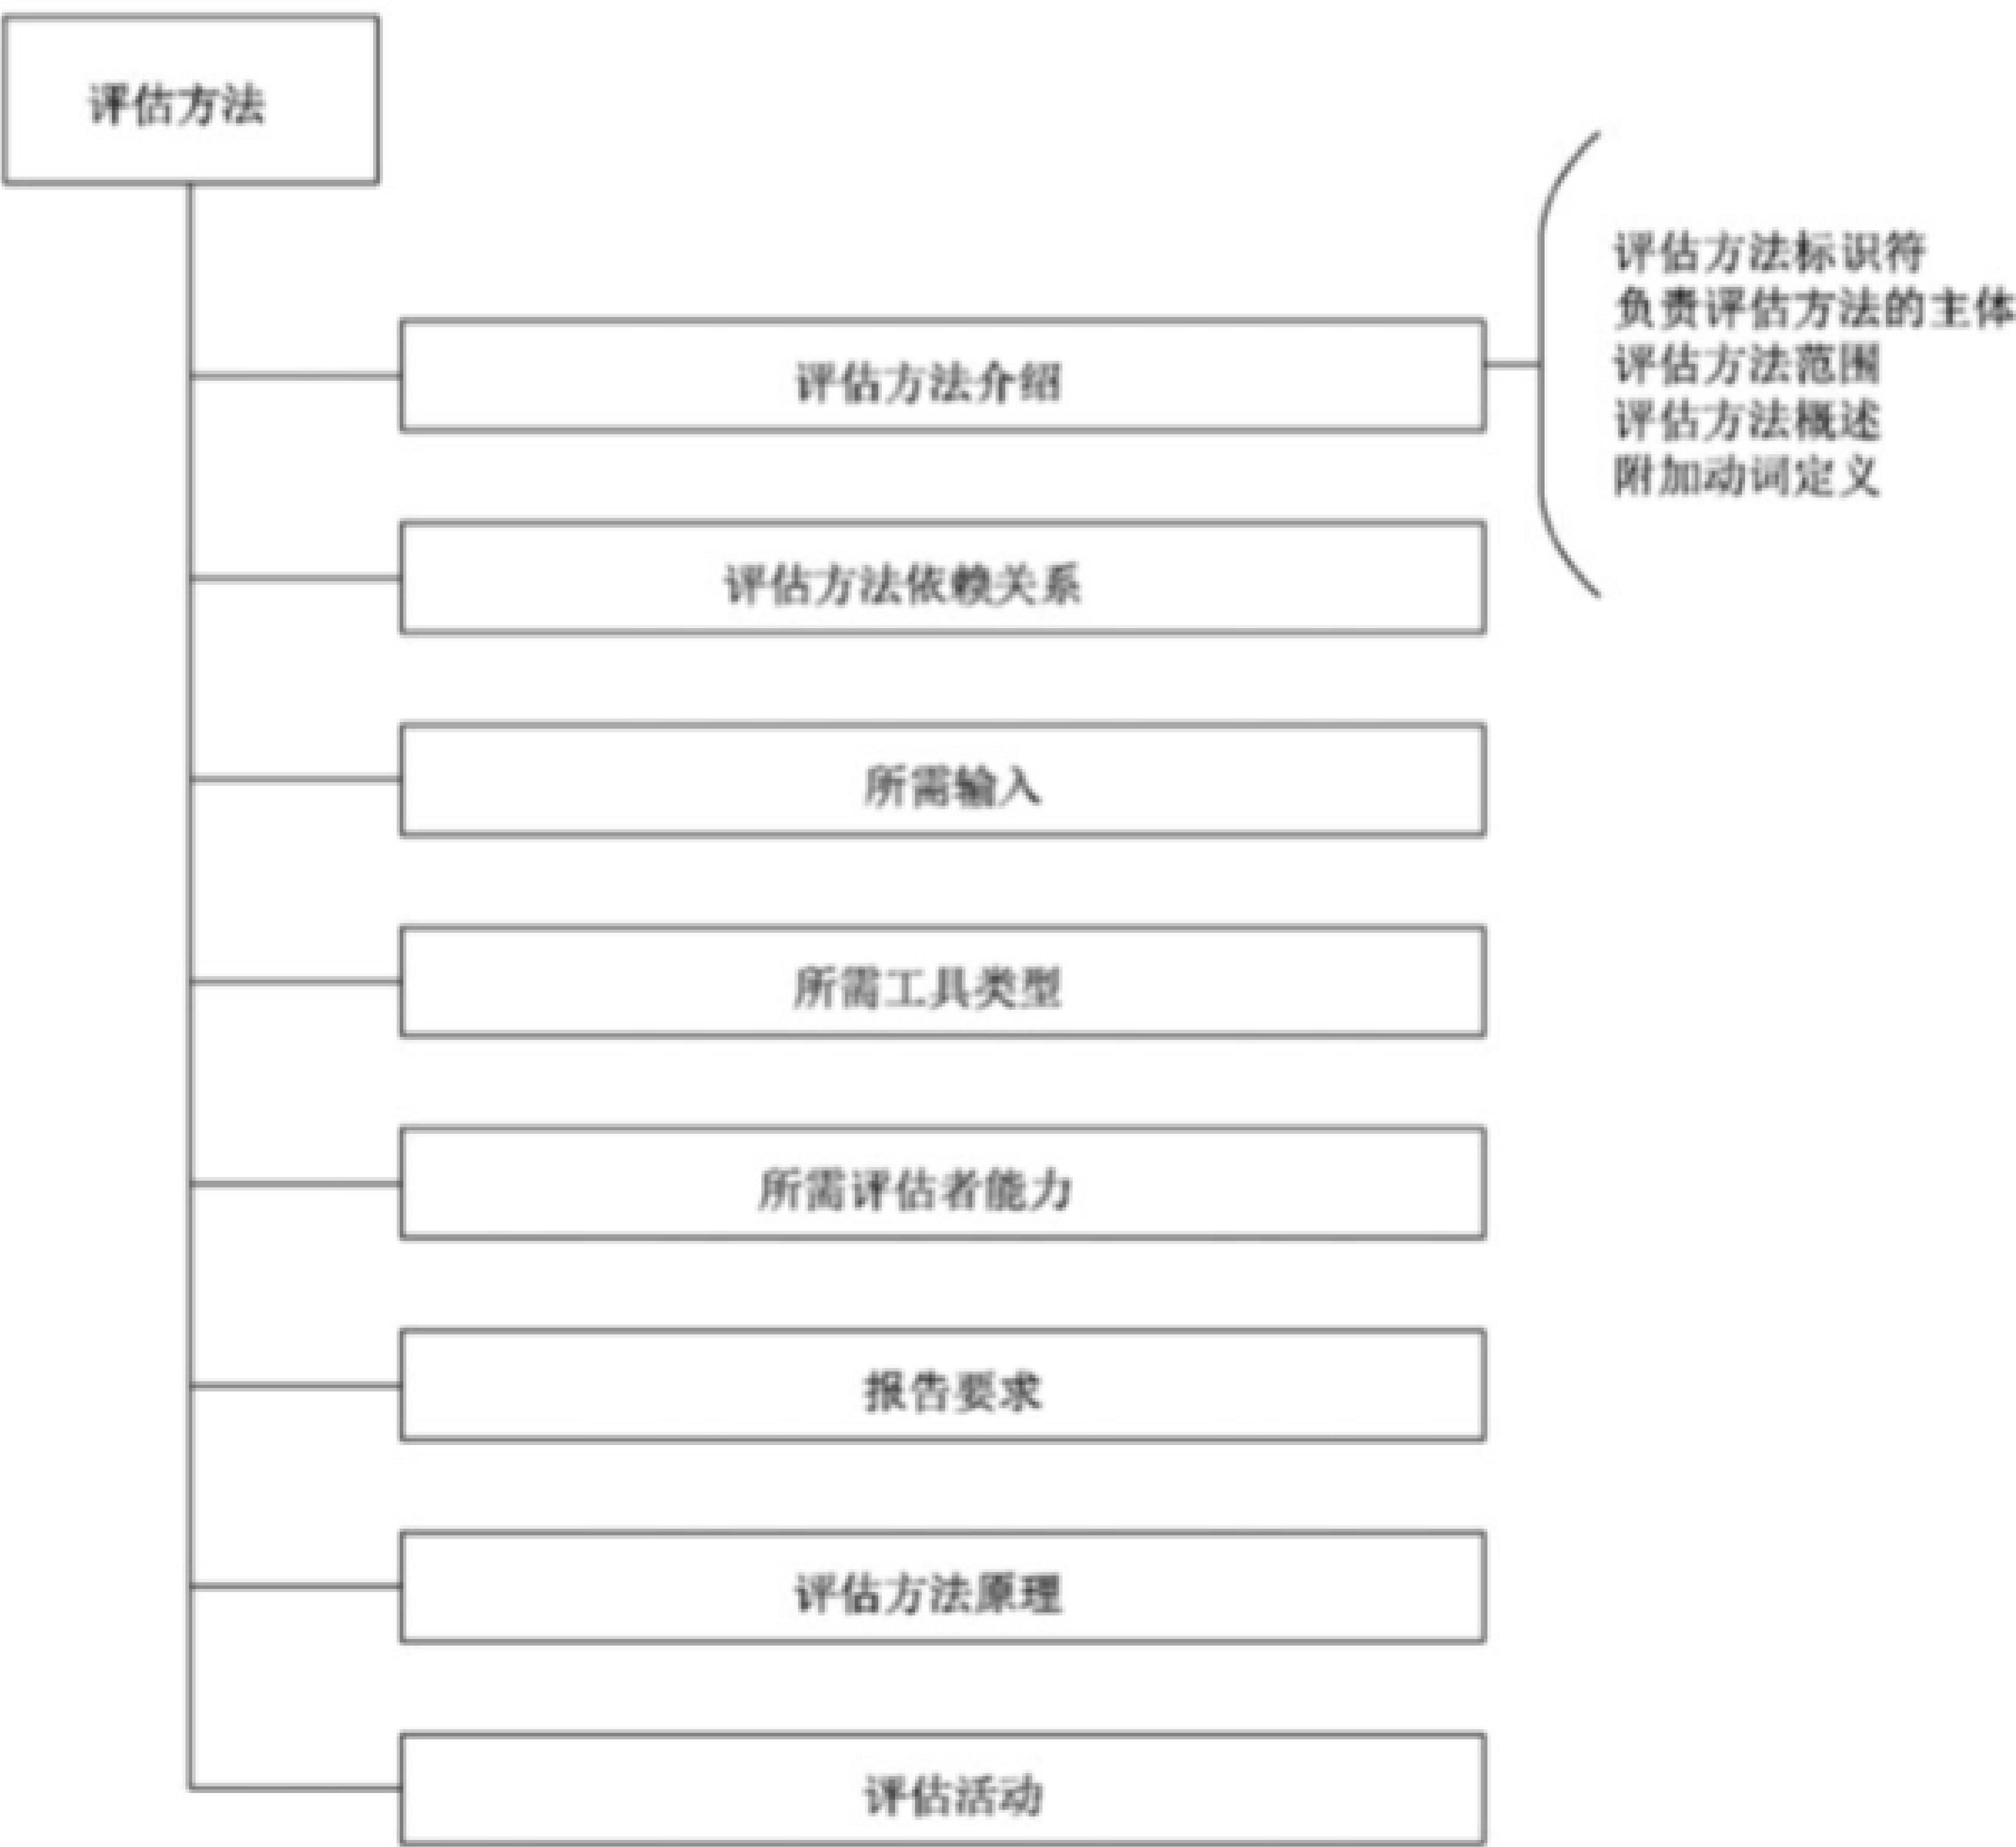 评估方法
评估方法介绍
评估方法标识符
负责评估方法的主体
评估方法范围
评估方法概述
附加动词定义
评估方法依赖关系
所需输入
所需工具类型
所需评估者能力
报告要求
评估方法原理
评估活动